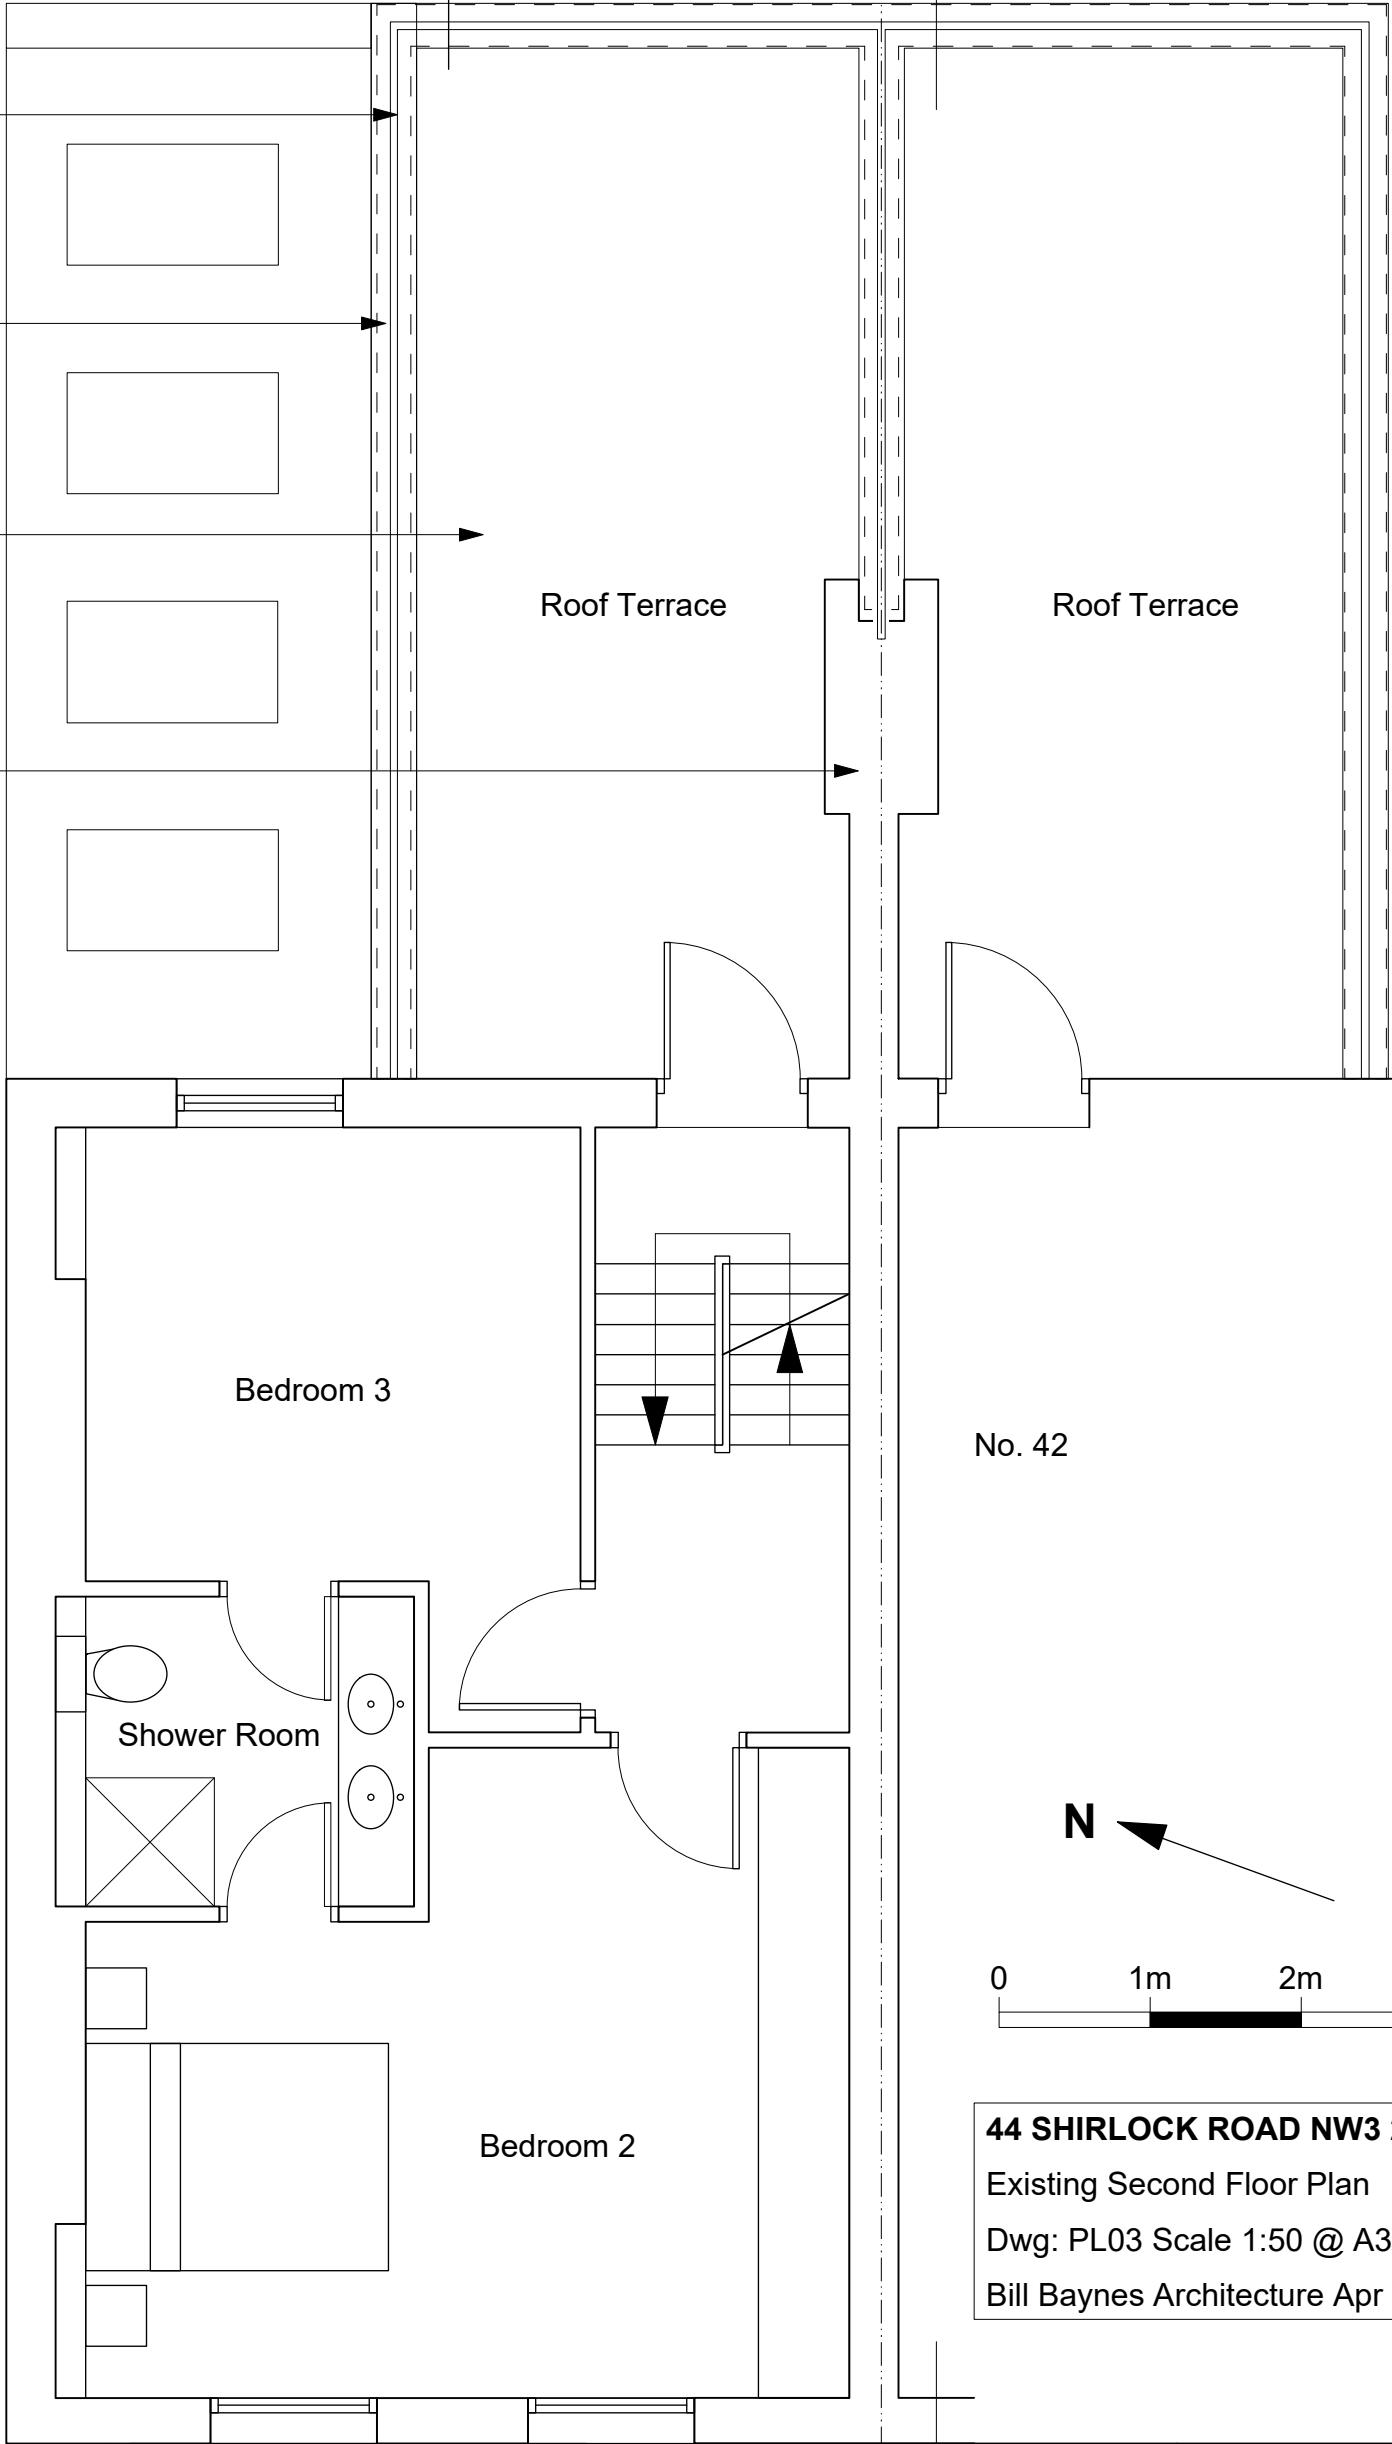 Roof Terrace
Roof Terrace
Bedroom 3
No. 42
Shower Room
N
0 1m 2m
Bedroom 2
44 SHIRLOCK ROAD NW3
Existing Second Floor Plan
Dwg: PL03 Scale 1:50 @ A3
Bill Baynes Architecture Apr